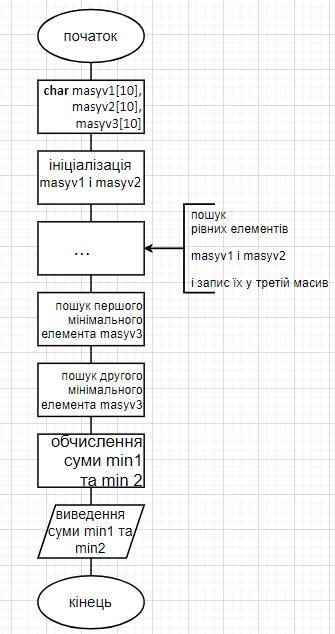 початок
char masyv1[10],
masyv2[10],
masyv3[10]
ініціалізація
masyv1 і masyv2
...
пошук
рівних елементів
masyv1 і masyv2
і запис їх у третій масив
пошук першого
мінімального
елемента masyv3
пошук другого
мінімального
елемента masyv3
обчислення
суми min1
та min 2
виведення
суми min1 та
min2
кінець